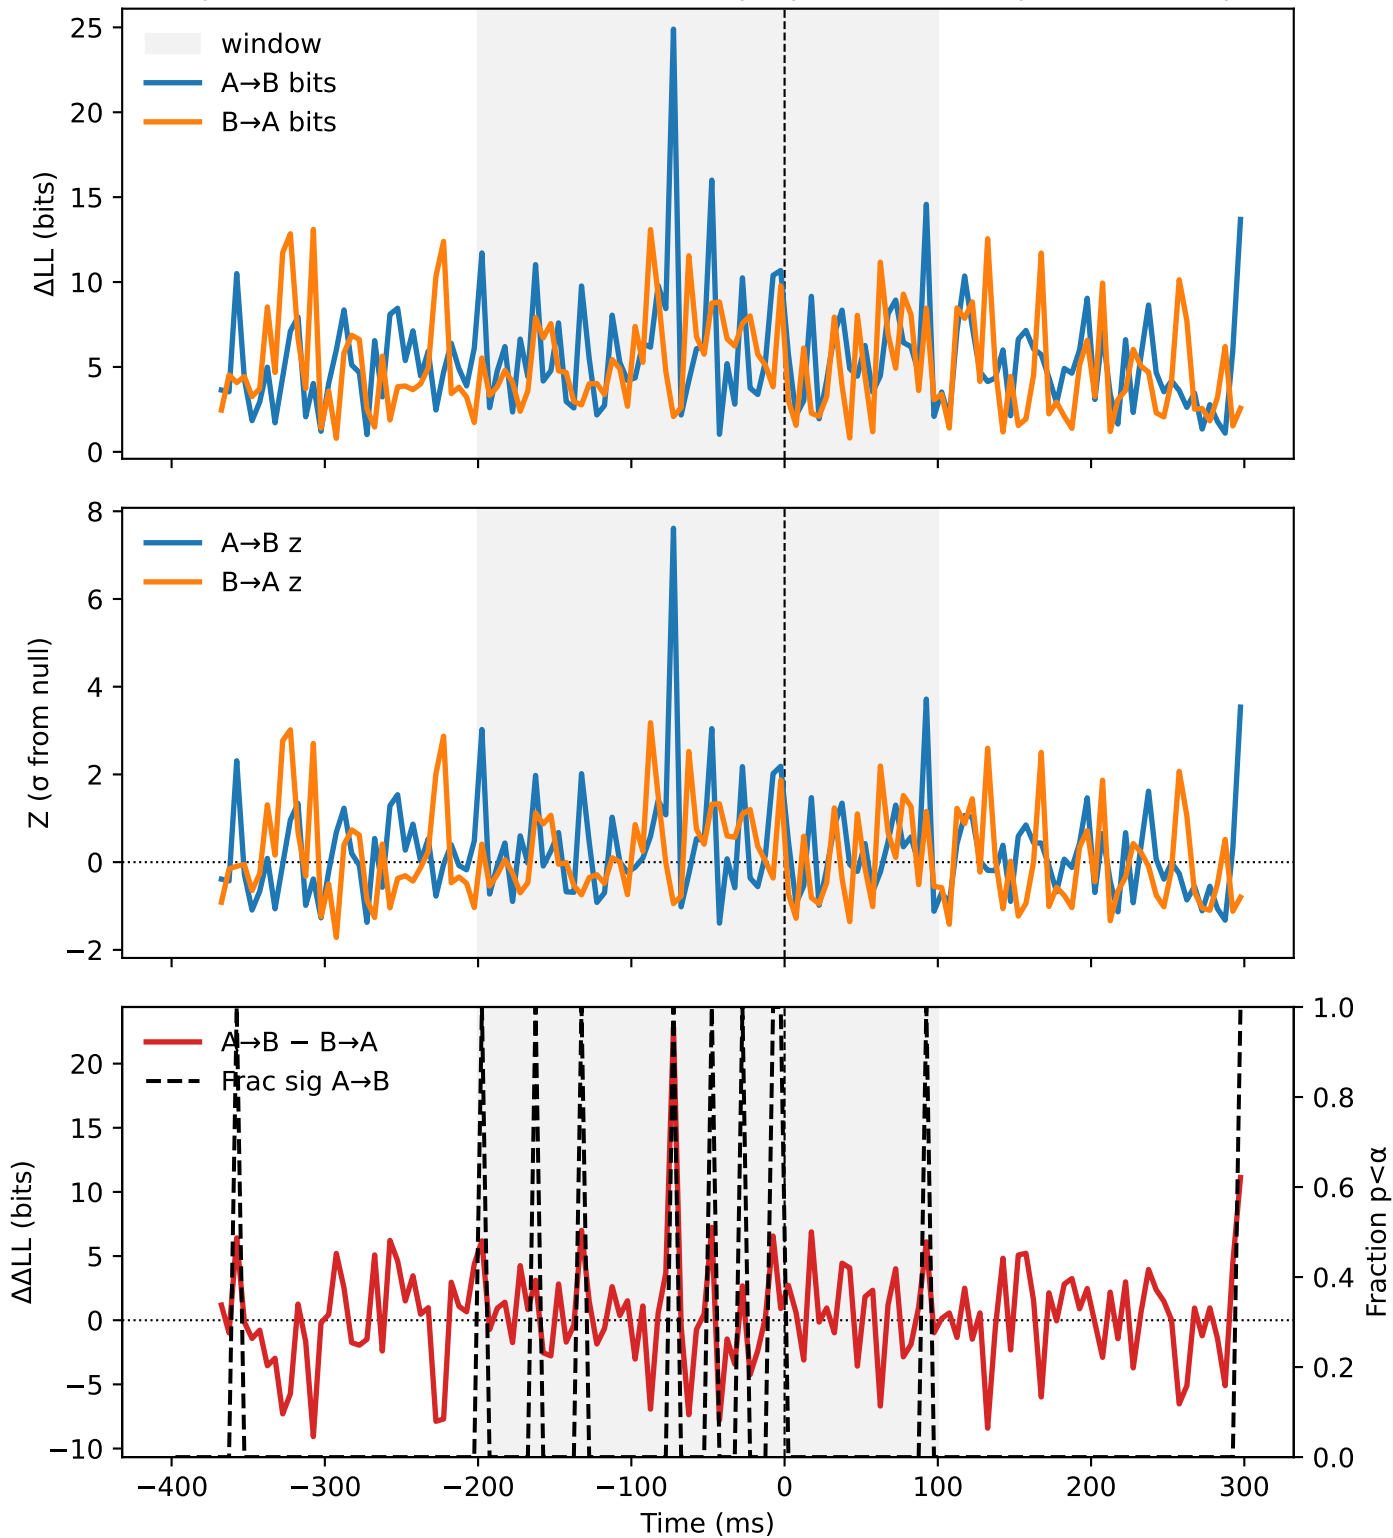 25
20
15
10
5
0
ΔLL (bits)
window
A→B bits
B→A bits
8
6
4
2
0
−2
Z (σ from null)
A→B z
B→A z
20
15
10
5
0
−5
−10
ΔΔLL (bits)
A→B − B→A
Frac sig A→B
1.0
0.8
0.6
0.4
0.2
0.0
Fraction p<α
−400 −300 −200 −100 0 100 200 300
Time (ms)